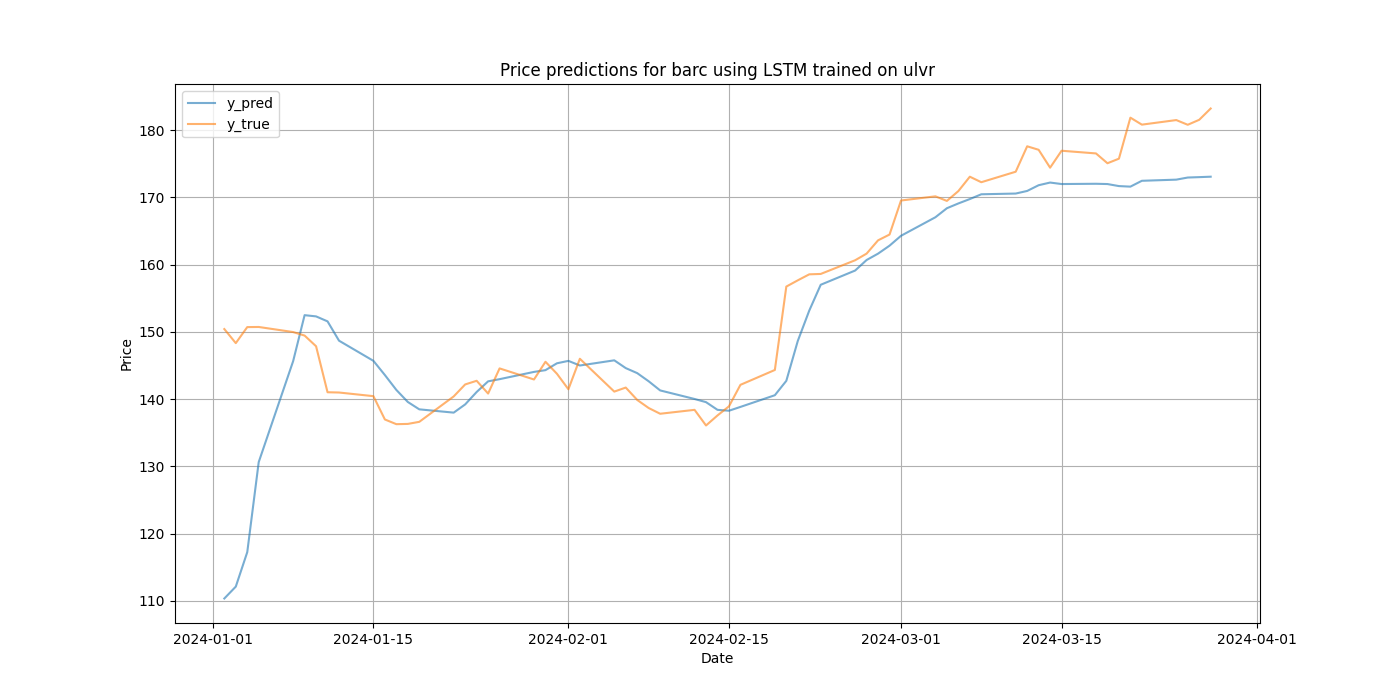 Price predictions for barc using LSTM trained on ulvr
y_pred
y_true
180
170
160
150
140
130
120
110
Price
2024-01-01 2024-01-15 2024-02-01 2024-02-15 2024-03-01 2024-03-15 2024-04-01
Date